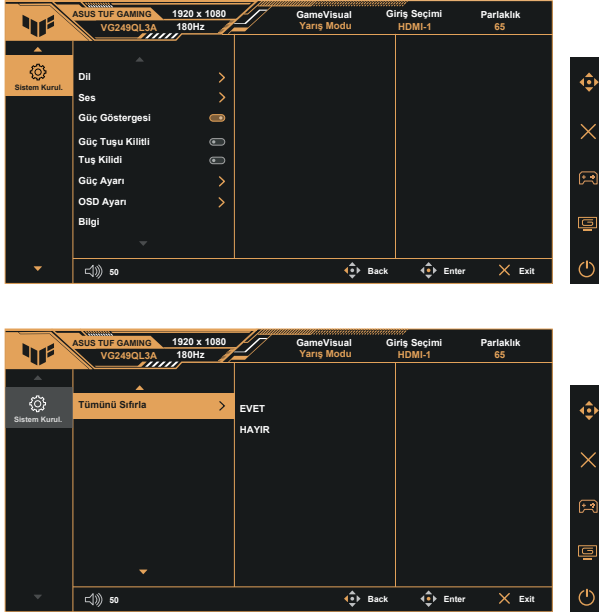 ASUS TUF GAMING 1920 x 1080 GameVisual Giriş Seçimi Parlaklık
VG249QL3A 180Hz Yarış Modu HDMI-1 65
Sistem Kurul.
Dil
Ses
Güç Göstergesi
Güç Tuşu Kilitli
Tuş Kilidi
Güç Ayarı
OSD Ayarı
Bilgi
50 Back Enter Exit
ASUS TUF GAMING 1920 x 1080 GameVisual Giriş Seçimi Parlaklık
VG249QL3A 180Hz Yarış Modu HDMI-1 65
Sistem Kurul.
Tümünü Sıfırla EVET
HAYIR
50 Back Enter Exit